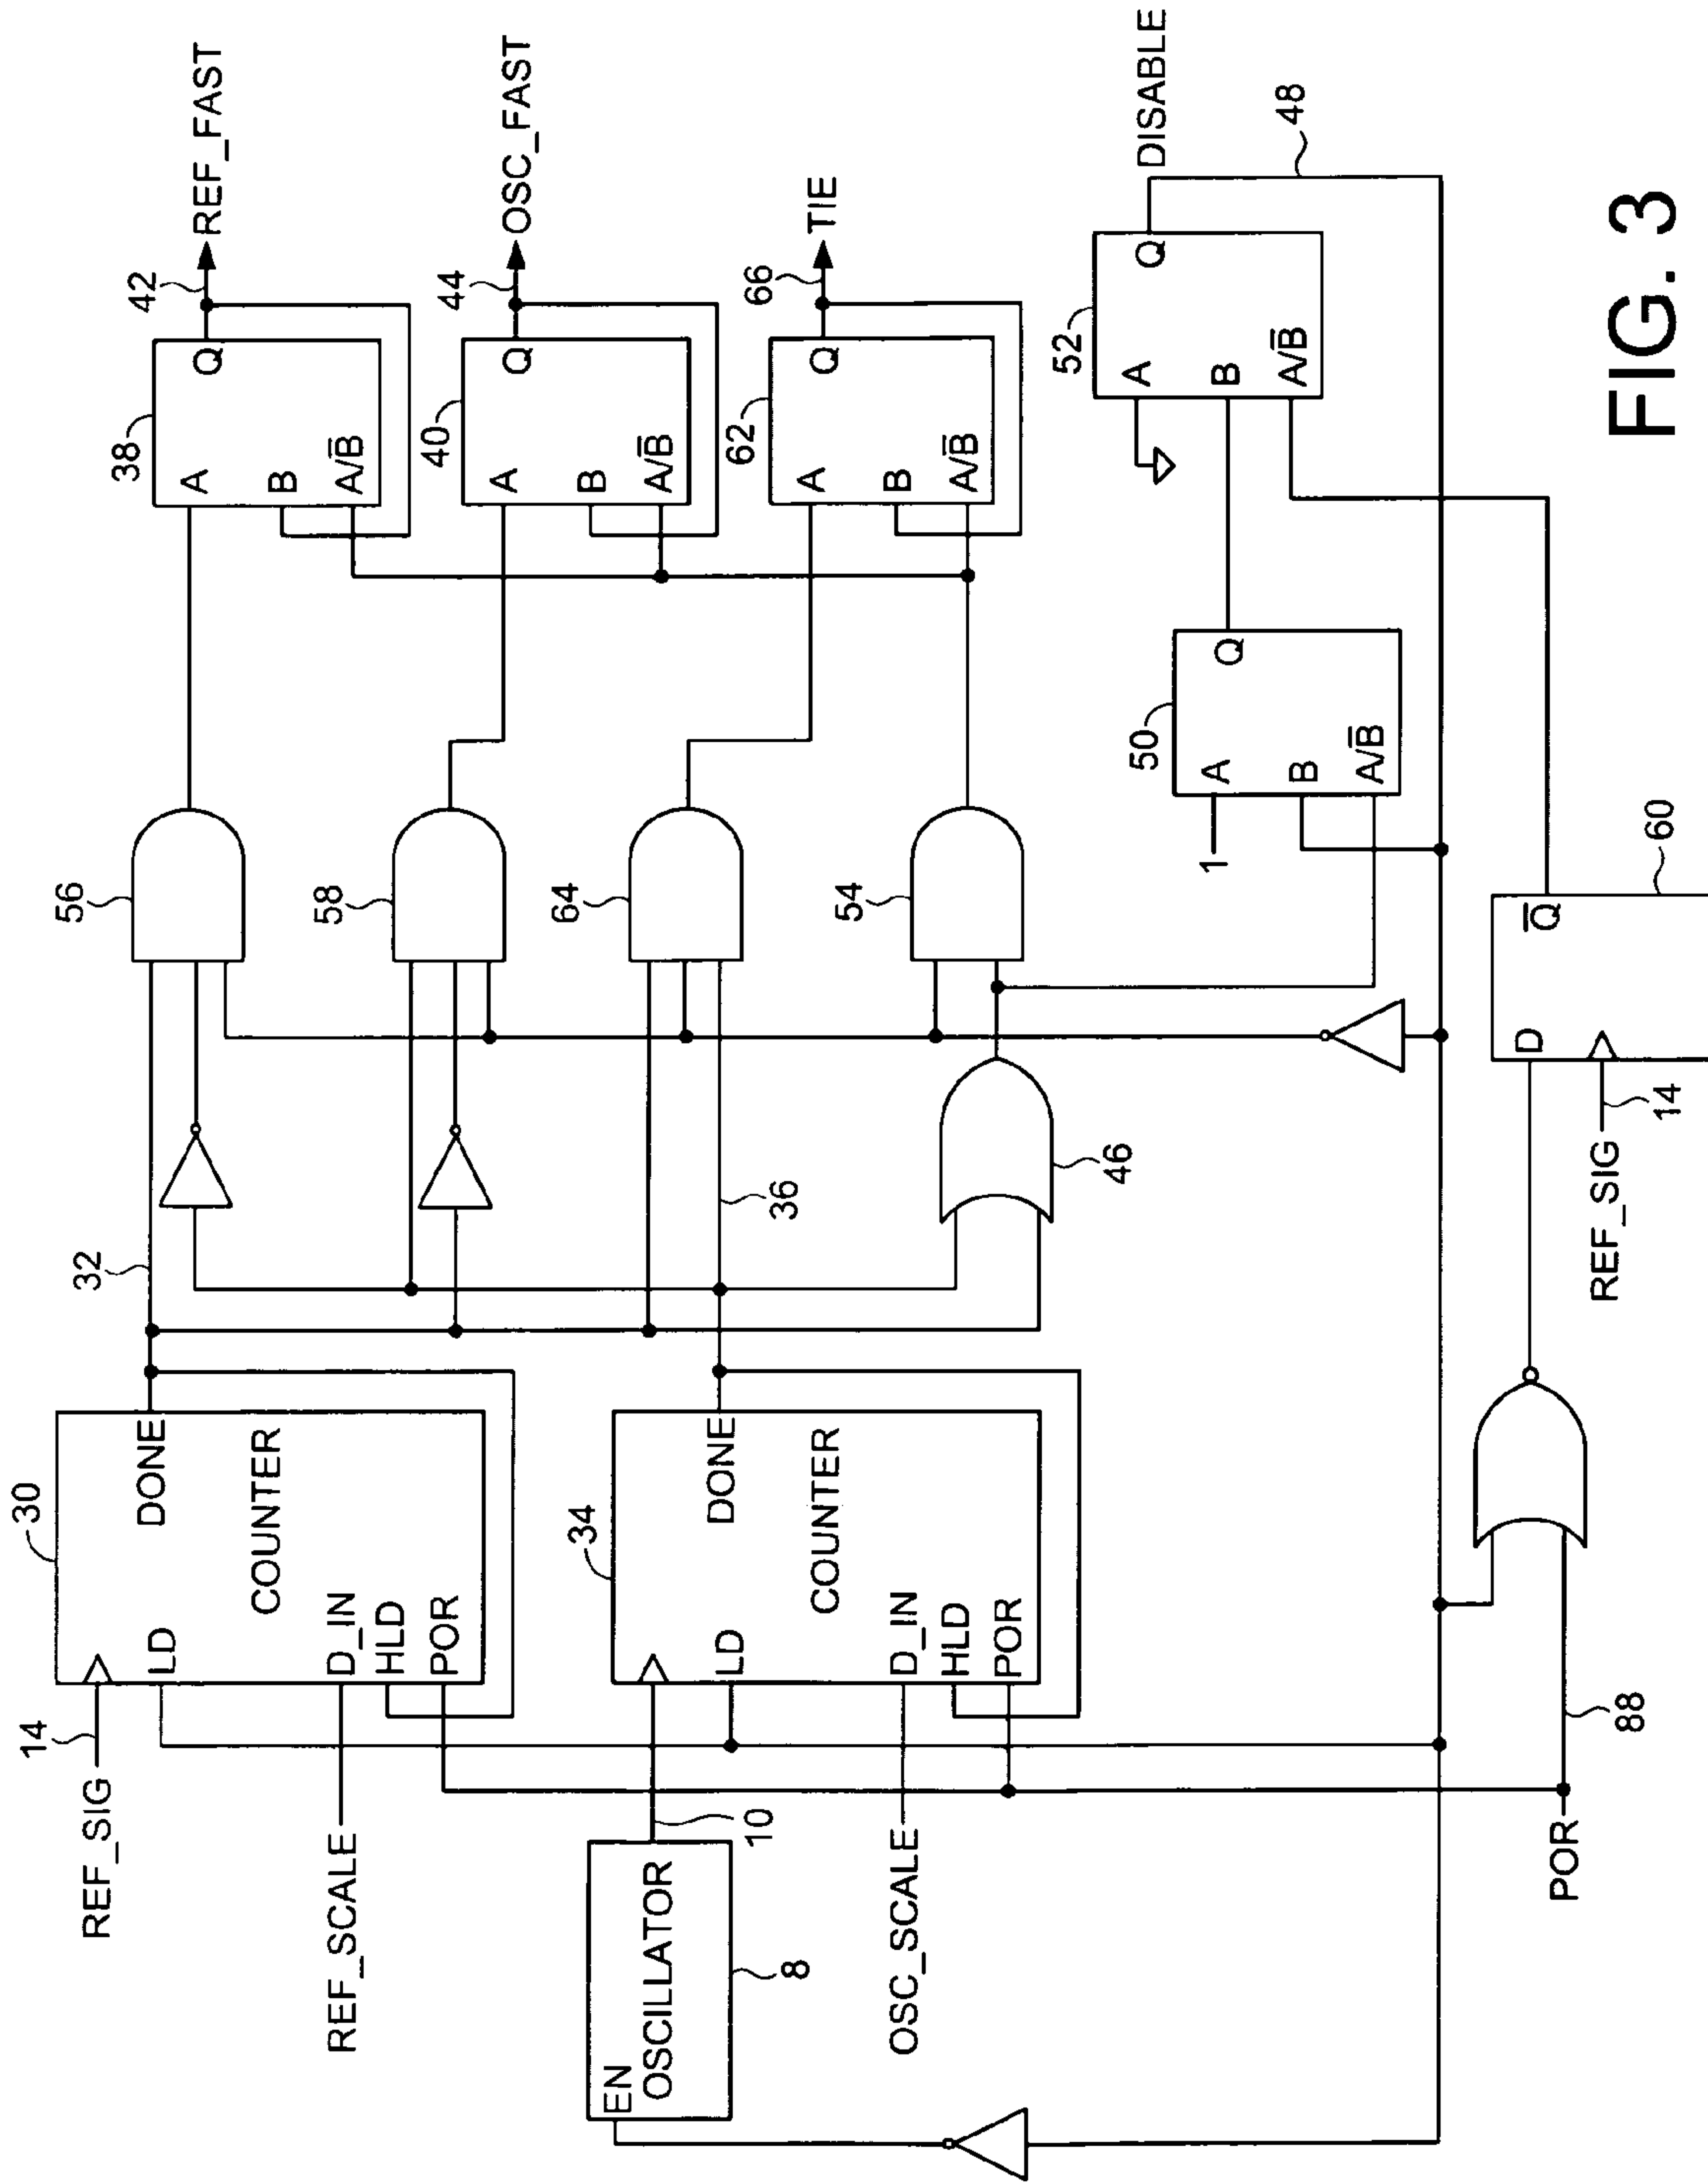 REF_SIG
14
REF_SCALE
30
LD
D_IN
HLD
POR
DONE
COUNTER
32
56
38
A
B
A/B̅
Q
42
REF_FAST
58
40
A
B
A/B̅
Q
44
OSC_FAST
EN
OSCILLATOR
8
10
OSC_SCALE
34
LD
D_IN
HLD
POR
DONE
COUNTER
36
64
62
A
B
A/B̅
Q
66
TIE
46
54
1
50
A
B
A/B̅
Q
52
A
B
A/B̅
Q
DISABLE
48
POR
88
REF_SIG
14
D
Q̅
60
FIG. 3